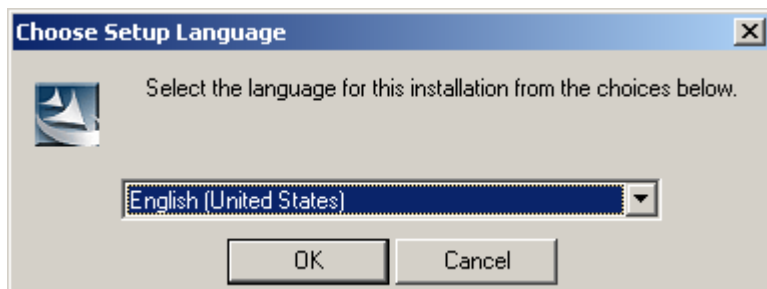 Choose Setup Language
Select the language for this installation from the choices below.
English (United States)
OK
Cancel